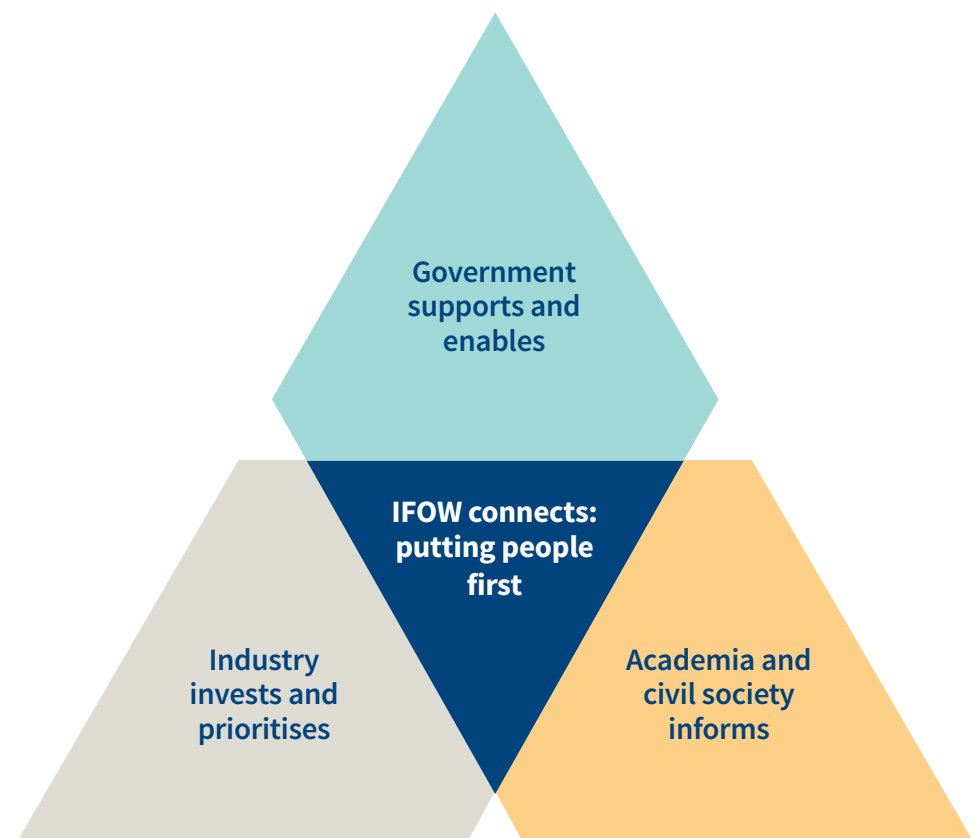 Government
supports and
enables
IFOW connects:
putting people
first
Industry
invests and
prioritises
Academia and
civil society
informs